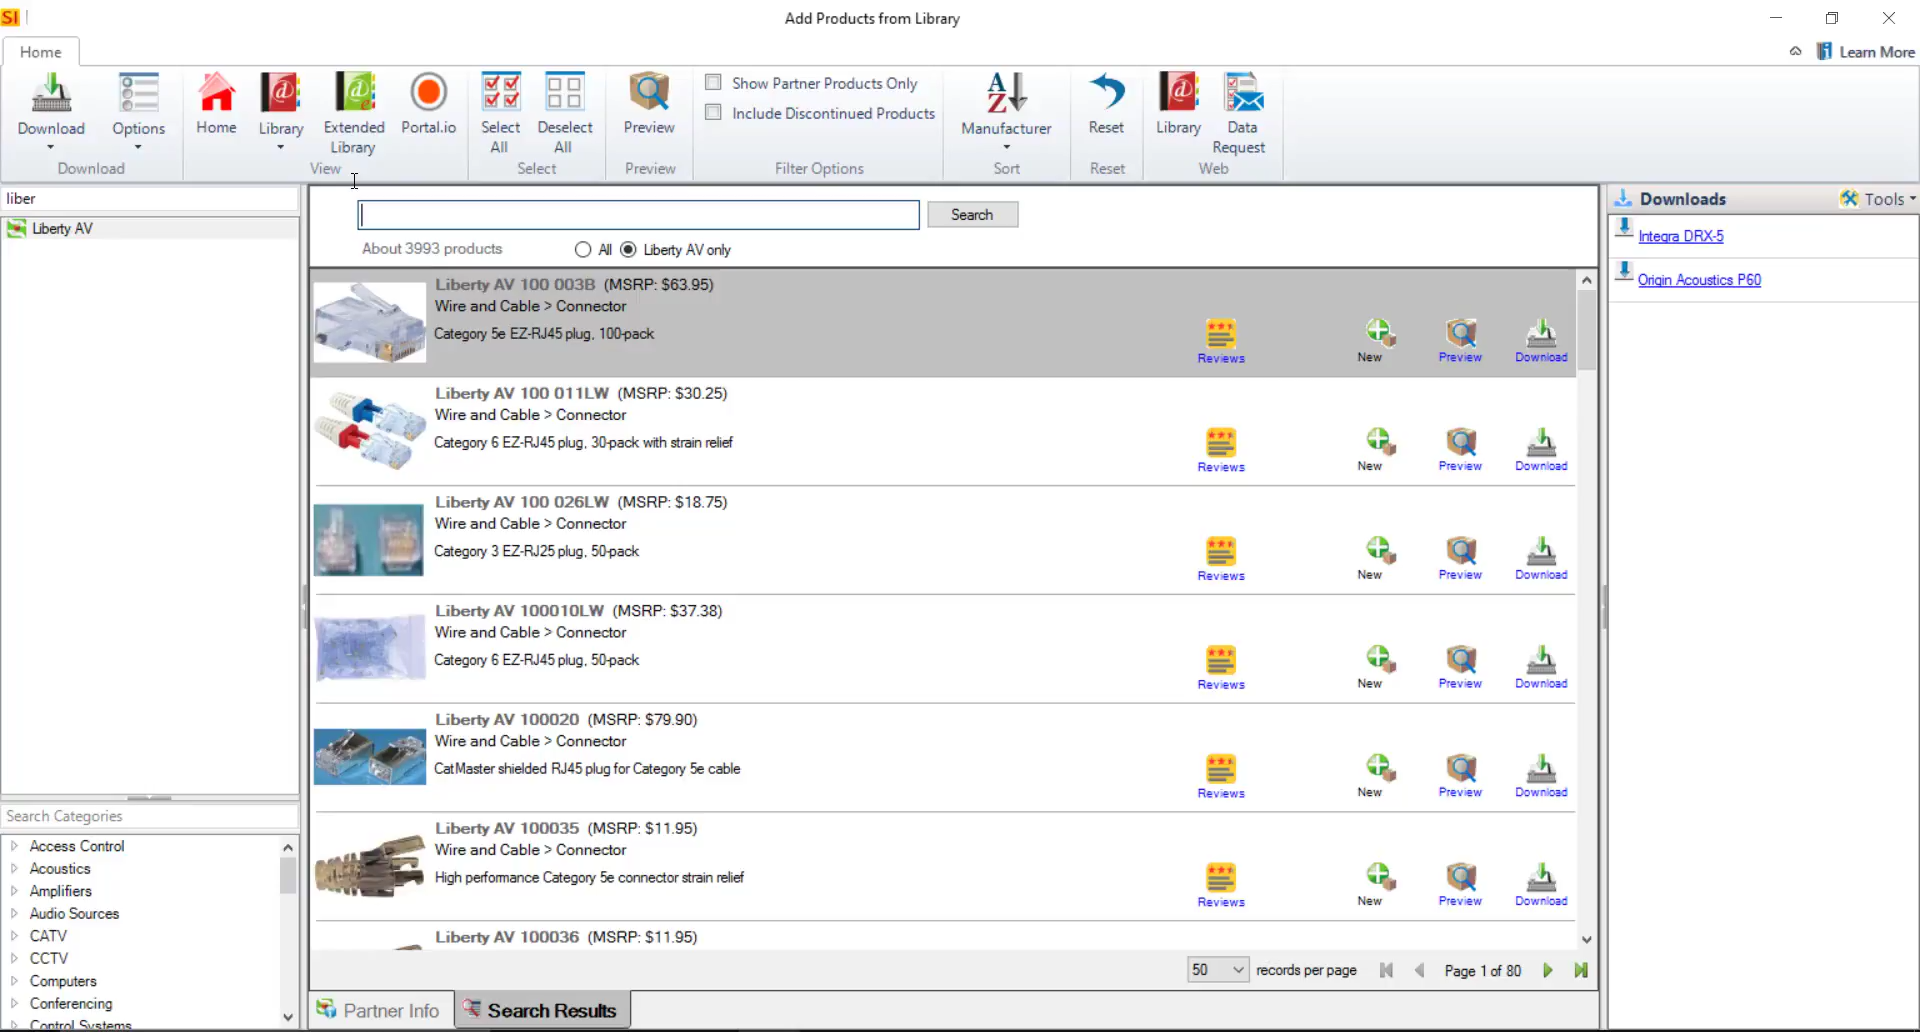 SI
Add Products from Library
Home
Learn More
Download
Options
Home
Library
Extended Library
Portal.io
Select All
Deselect All
Preview
Show Partner Products Only
Include Discontinued Products
Manufacturer
Reset
Library
Data Request
Download
View
Select
Preview
Filter Options
Sort
Reset
Web
liber
Liberty AV
Search
About 3993 products
All
Liberty AV only
Downloads
Tools
Integra DRX-5
Origin Acoustics P60
Liberty AV 100 003B (MSRP: $63.95)
Wire and Cable > Connector
Category 5e EZ-RJ45 plug, 100-pack
Reviews
New
Preview
Download
Liberty AV 100 011LW (MSRP: $30.25)
Wire and Cable > Connector
Category 6 EZ-RJ45 plug, 30-pack with strain relief
Reviews
New
Preview
Download
Liberty AV 100 026LW (MSRP: $18.75)
Wire and Cable > Connector
Category 3 EZ-RJ25 plug, 50-pack
Reviews
New
Preview
Download
Liberty AV 100010LW (MSRP: $37.38)
Wire and Cable > Connector
Category 6 EZ-RJ45 plug, 50-pack
Reviews
New
Preview
Download
Liberty AV 100020 (MSRP: $79.90)
Wire and Cable > Connector
CatMaster shielded RJ45 plug for Category 5e cable
Reviews
New
Preview
Download
Liberty AV 100035 (MSRP: $11.95)
Wire and Cable > Connector
High performance Category 5e connector strain relief
Reviews
New
Preview
Download
Liberty AV 100036 (MSRP: $11.95)
Search Categories
Access Control
Acoustics
Amplifiers
Audio Sources
CATV
CCTV
Computers
Conferencing
Control Systems
50
records per page
Page 1 of 80
Partner Info
Search Results